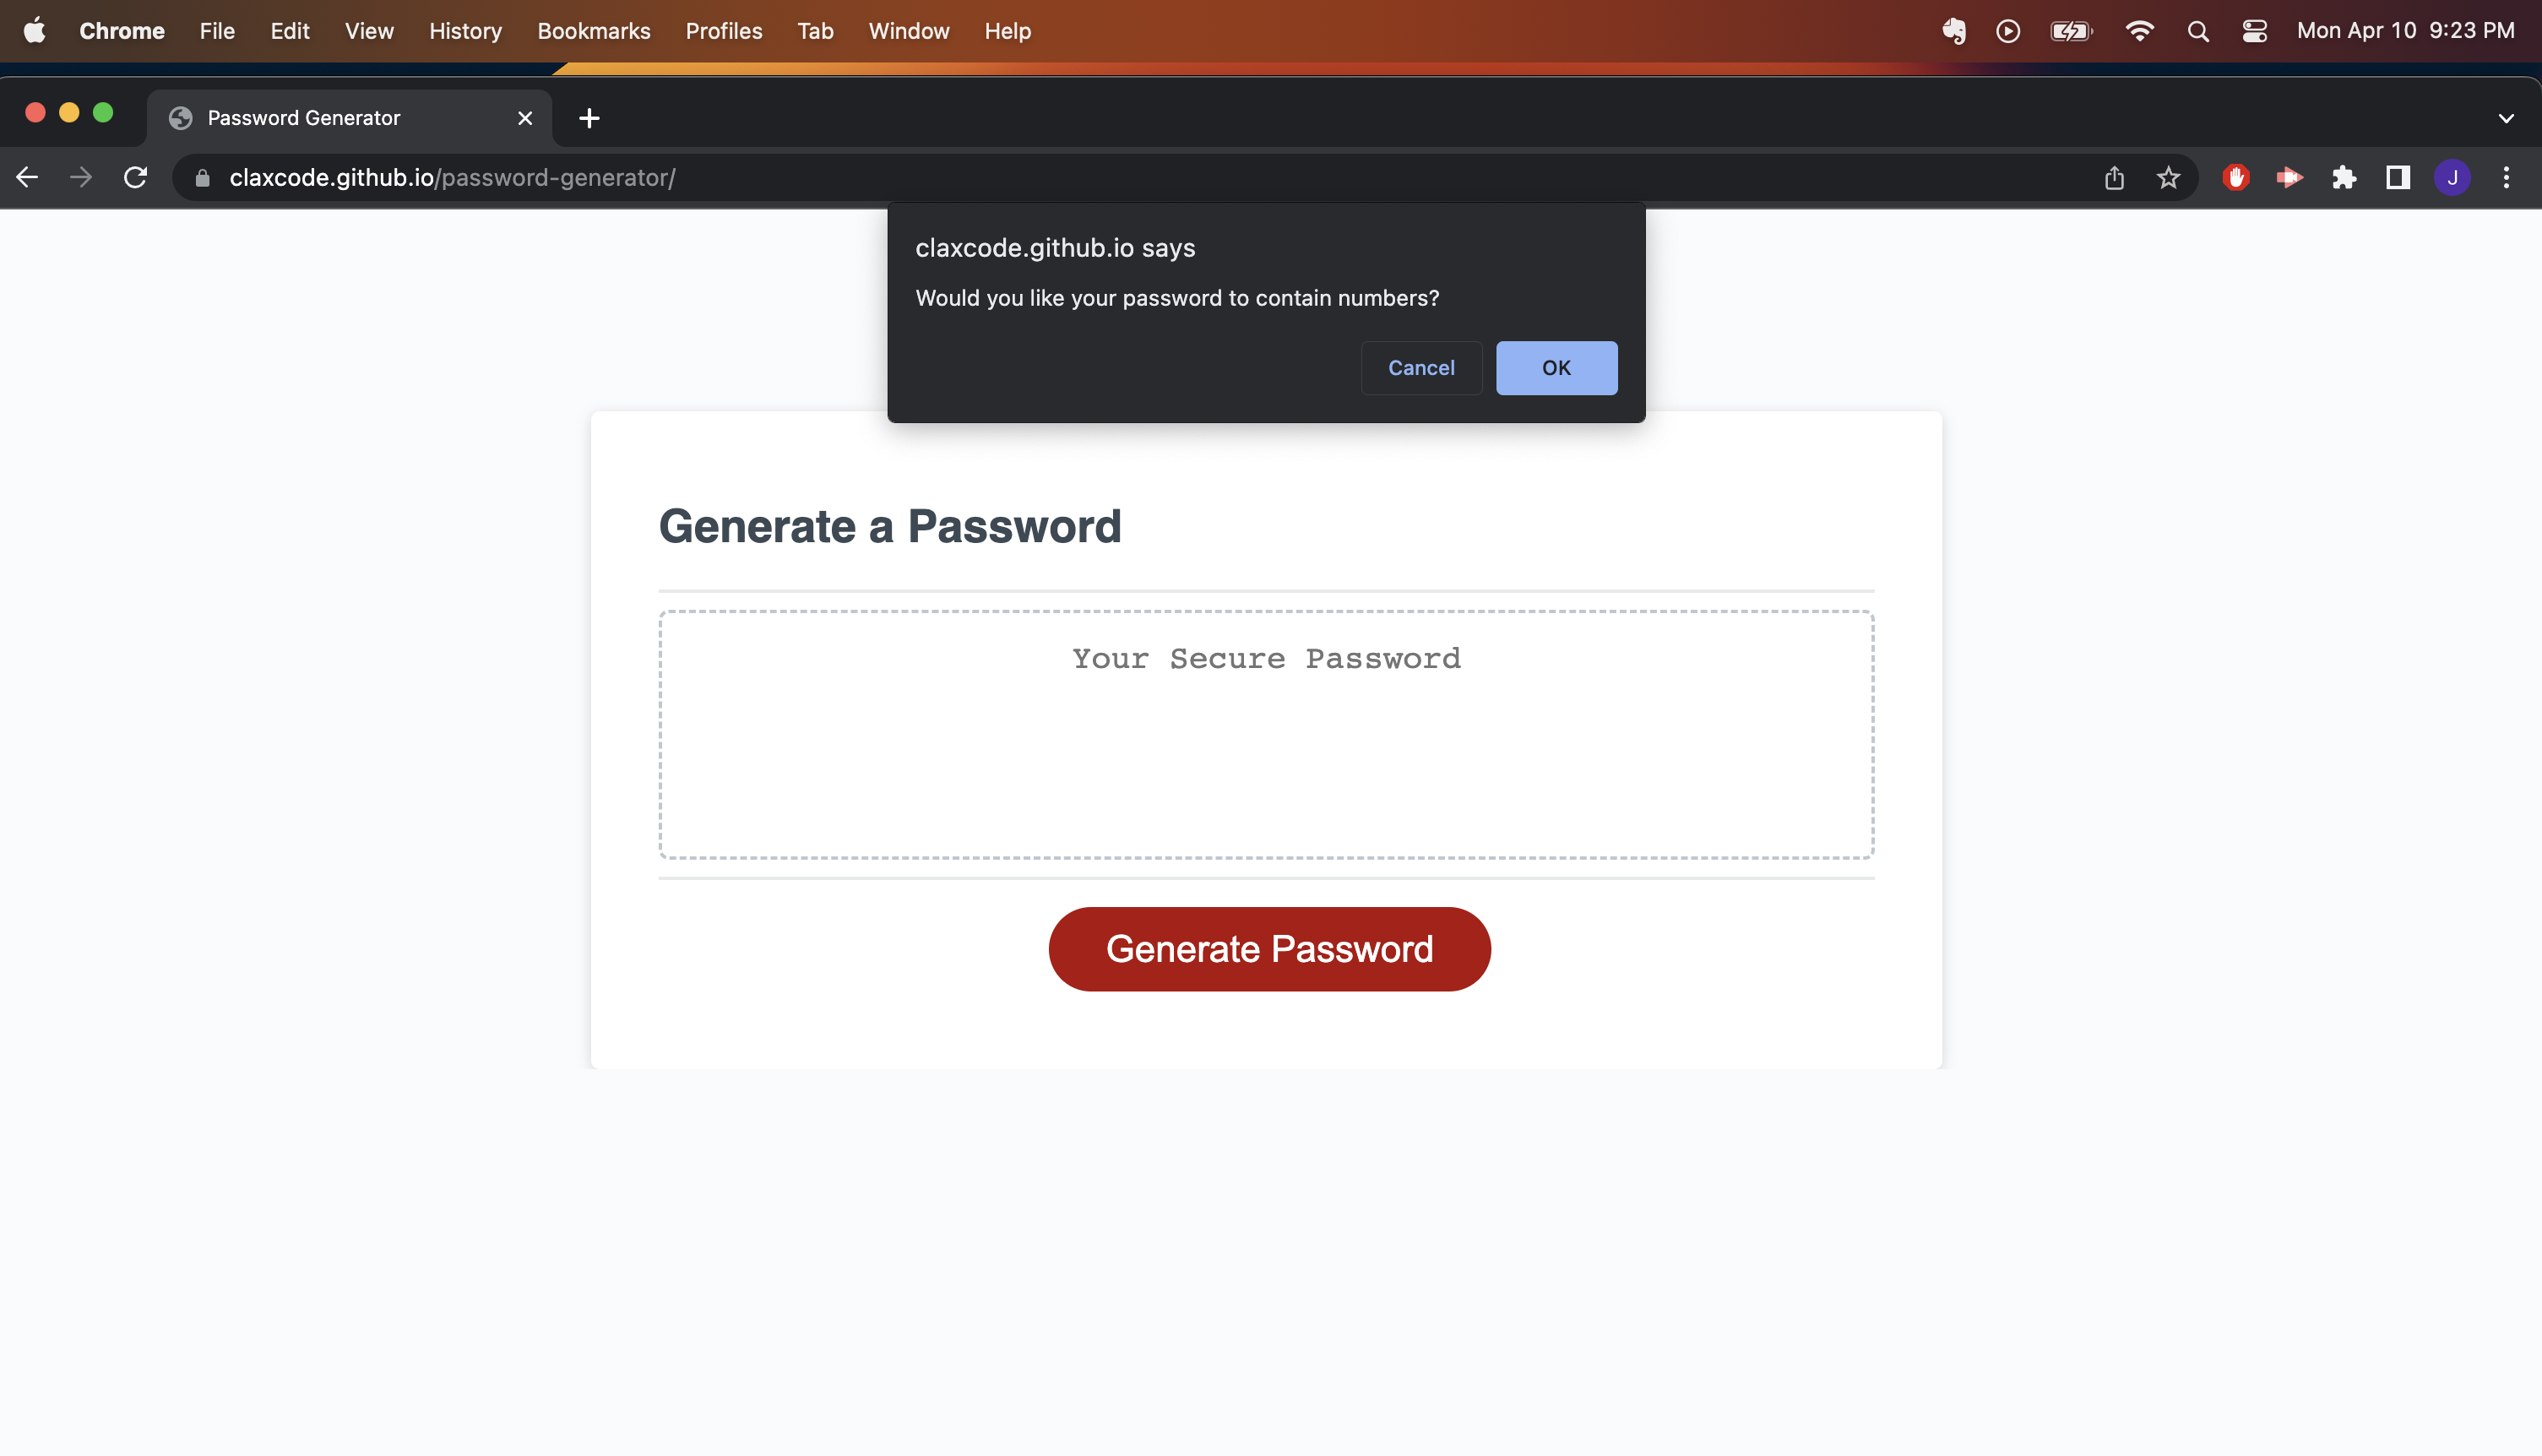 Chrome File Edit View History Bookmarks Profiles Tab Window Help Mon Apr 10 9:23 PM
Password Generator
claxcode.github.io/password-generator/ J
claxcode.github.io says
Would you like your password to contain numbers?
Cancel OK
Generate a Password
Your Secure Password
Generate Password